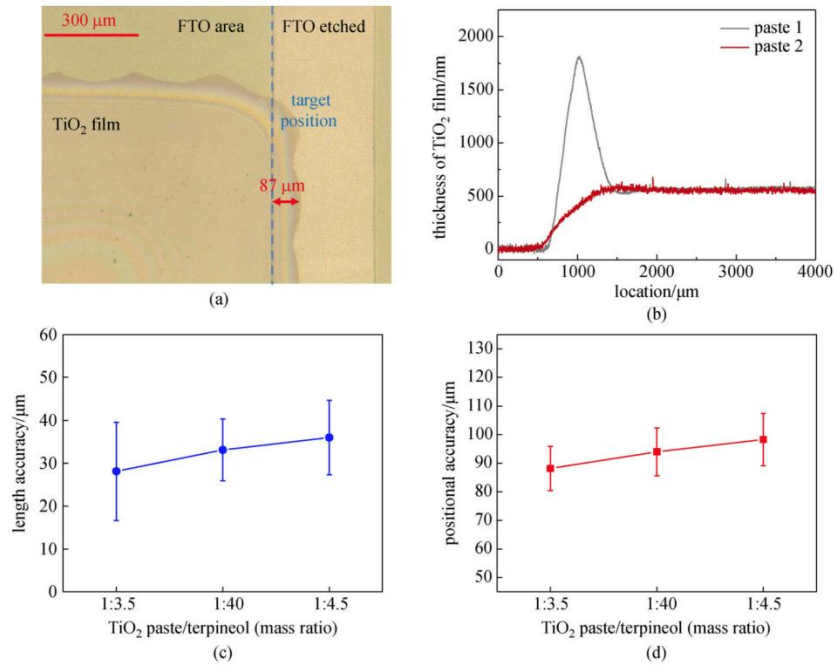 300 μm
FTO area
FTO etched
target
position
TiO2 film
87 μm
(a)
thickness of TiO2 film/nm
2000
1500
1000
500
0
paste 1
paste 2
0
1000
2000
3000
4000
location/μm
(b)
length accuracy/μm
60
50
40
30
20
10
0
1:3.5
1:40
1:4.5
TiO2 paste/terpineol (mass ratio)
(c)
positional accuracy/μm
130
120
110
100
90
80
70
60
50
1:3.5
1:40
1:4.5
TiO2 paste/terpineol (mass ratio)
(d)